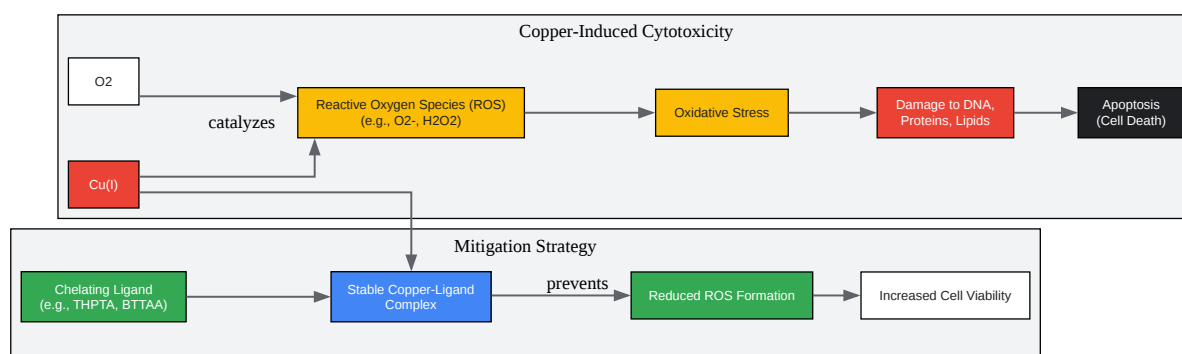 Copper-Induced Cytotoxicity
O2
catalyzes
Cu(I)
Reactive Oxygen Species (ROS)
(e.g., O2-, H2O2)
Oxidative Stress
Damage to DNA,
Proteins, Lipids
Apoptosis
(Cell Death)
Mitigation Strategy
Chelating Ligand
(e.g., THPTA, BTTAA)
Stable Copper-Ligand
Complex
prevents
Reduced ROS Formation
Increased Cell Viability